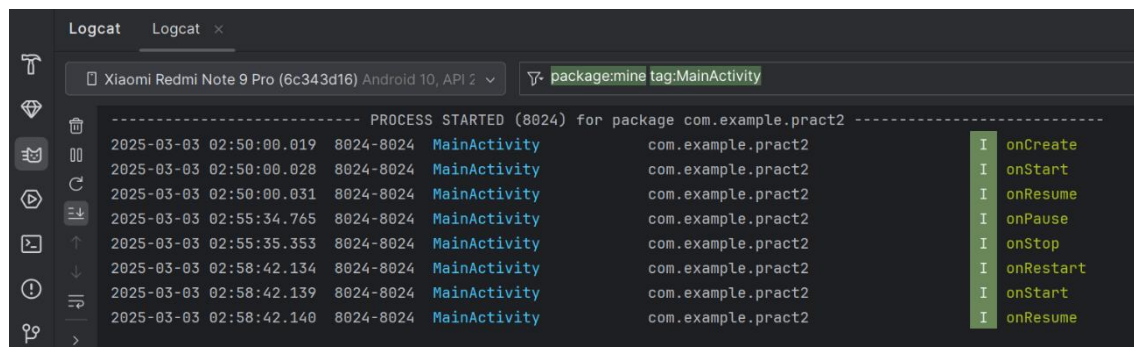 Logcat Logcat ×
Xiaomi Redmi Note 9 Pro (6c343d16) Android 10, API 2 package:mine tag:MainActivity
---------------------------- PROCESS STARTED (8024) for package com.example.pract2 ----------------------------
2025-03-03 02:50:00.019 8024-8024 MainActivity com.example.pract2 I onCreate
2025-03-03 02:50:00.028 8024-8024 MainActivity com.example.pract2 I onStart
2025-03-03 02:50:00.031 8024-8024 MainActivity com.example.pract2 I onResume
2025-03-03 02:55:34.765 8024-8024 MainActivity com.example.pract2 I onPause
2025-03-03 02:55:35.353 8024-8024 MainActivity com.example.pract2 I onStop
2025-03-03 02:58:42.134 8024-8024 MainActivity com.example.pract2 I onRestart
2025-03-03 02:58:42.139 8024-8024 MainActivity com.example.pract2 I onStart
2025-03-03 02:58:42.140 8024-8024 MainActivity com.example.pract2 I onResume